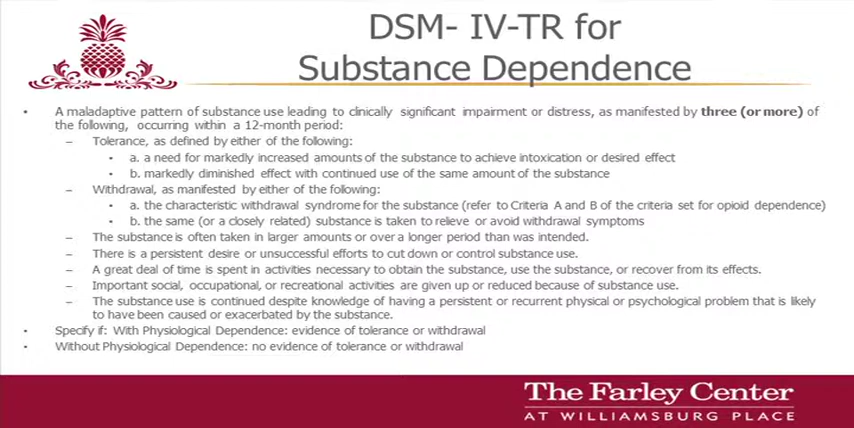 DSM- IV-TR for
Substance Dependence
• A maladaptive pattern of substance use leading to clinically significant impairment or distress, as manifested by three (or more) of
the following, occurring within a 12-month period:
– Tolerance, as defined by either of the following:
• a. a need for markedly increased amounts of the substance to achieve intoxication or desired effect
• b. markedly diminished effect with continued use of the same amount of the substance
– Withdrawal, as manifested by either of the following:
• a. the characteristic withdrawal syndrome for the substance (refer to Criteria A and B of the criteria set for opioid dependence)
• b. the same (or a closely related) substance is taken to relieve or avoid withdrawal symptoms
– The substance is often taken in larger amounts or over a longer period than was intended.
– There is a persistent desire or unsuccessful efforts to cut down or control substance use.
– A great deal of time is spent in activities necessary to obtain the substance, use the substance, or recover from its effects.
– Important social, occupational, or recreational activities are given up or reduced because of substance use.
– The substance use is continued despite knowledge of having a persistent or recurrent physical or psychological problem that is likely
to have been caused or exacerbated by the substance.
• Specify if: With Physiological Dependence: evidence of tolerance or withdrawal
• Without Physiological Dependence: no evidence of tolerance or withdrawal
The Farley Center
AT WILLIAMSBURG PLACE